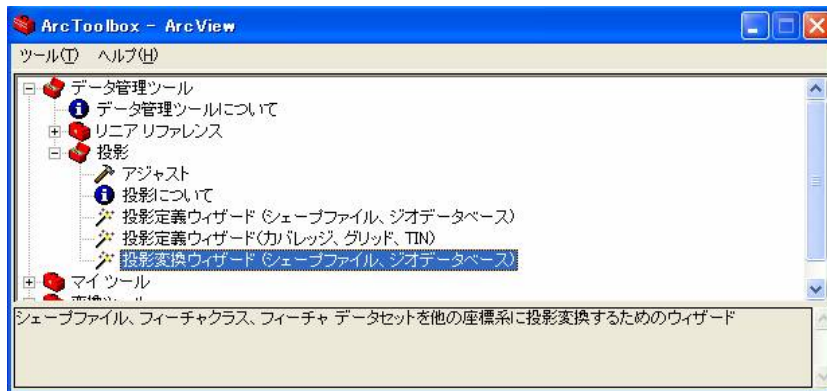 ArcToolbox - ArcView
ツール(T) ヘルプ(H)
データ管理ツール
データ管理ツールについて
リニア リファレンス
投影
アジャスト
投影について
投影定義ウィザード (シェープファイル、ジオデータベース)
投影定義ウィザード(カバレッジ、グリッド、TIN)
投影変換ウィザード (シェープファイル、ジオデータベース)
マイ ツール
変換ツール
シェープファイル、フィーチャクラス、フィーチャ データセットを他の座標系に投影変換するためのウィザード